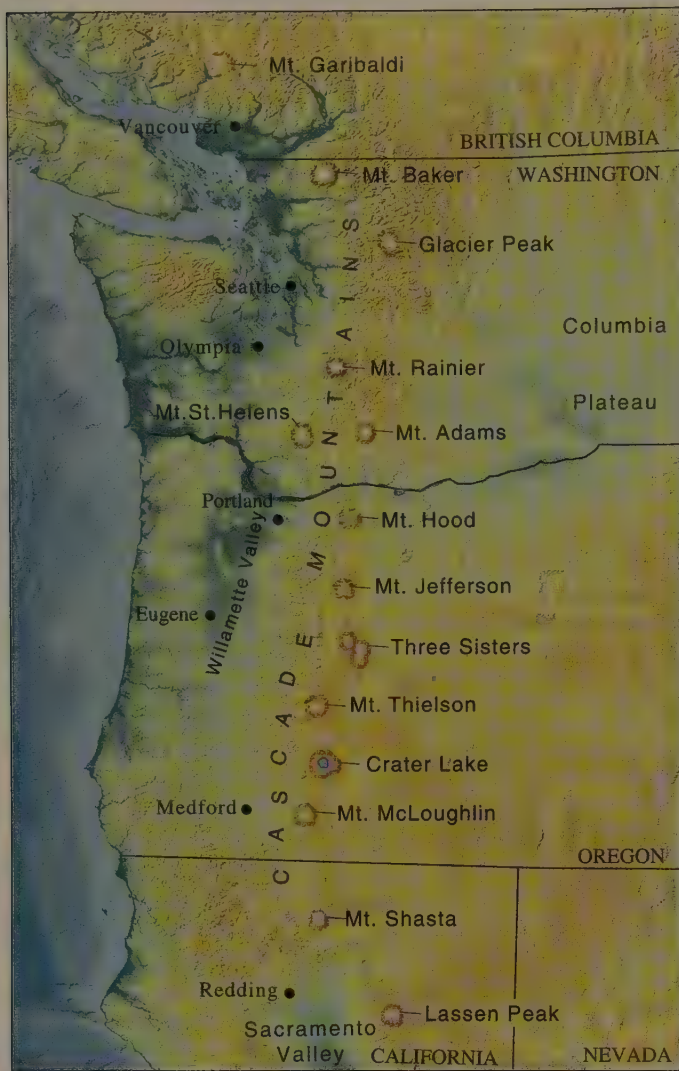 Mt. Garibaldi
Vancouver
BRITISH COLUMBIA
Mt. Baker
WASHINGTON
Glacier Peak
Seattle
Columbia
Plateau
Olympia
Mt. Rainier
Mt.St.Helens
Mt. Adams
CASCADE MOUNTAINS
Portland
Mt. Hood
Willamette Valley
Mt. Jefferson
Eugene
Three Sisters
Mt. Thielson
Crater Lake
Medford
Mt. McLoughlin
OREGON
Mt. Shasta
Redding
Lassen Peak
Sacramento
Valley
CALIFORNIA
NEVADA